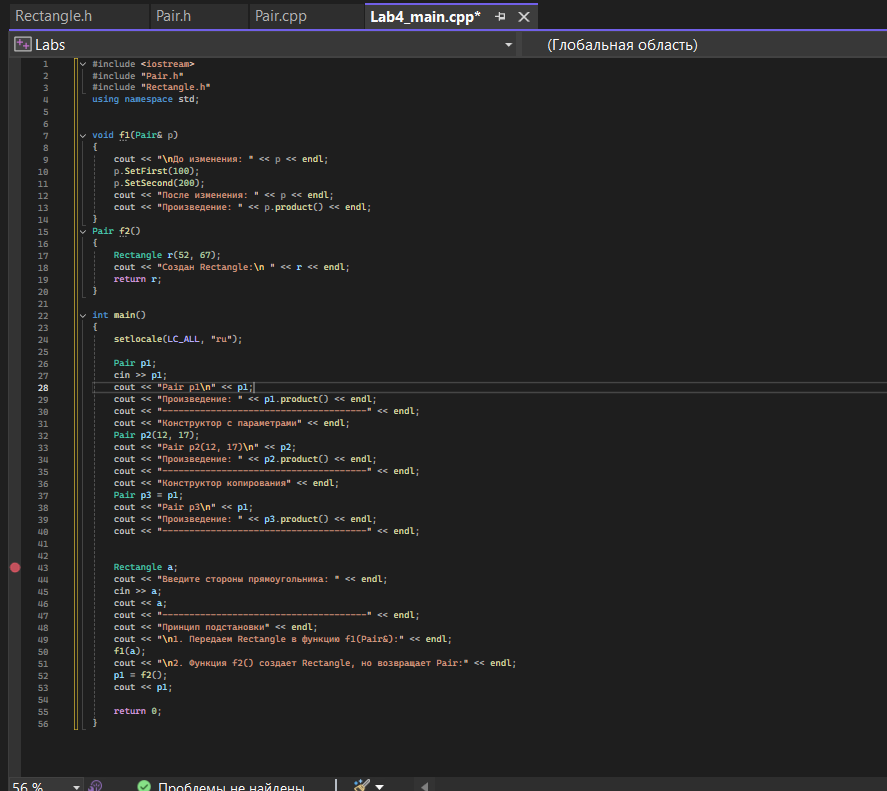 Rectangle.h Pair.h Pair.cpp Lab4_main.cpp*
Labs (Глобальная область)
1 #include <iostream>
2 #include "Pair.h"
3 #include "Rectangle.h"
4 using namespace std;
5
6
7 void f1(Pair& p)
8 {
9 cout << "\nДо изменения: " << p << endl;
10 p.SetFirst(100);
11 p.SetSecond(200);
12 cout << "После изменения: " << p << endl;
13 cout << "Произведение: " << p.product() << endl;
14 }
15 Pair f2()
16 {
17 Rectangle r(52, 67);
18 cout << "Создан Rectangle:\n " << r << endl;
19 return r;
20 }
21
22 int main()
23 {
24 setlocale(LC_ALL, "ru");
25
26 Pair p1;
27 cin >> p1;
28 cout << "Pair p1\n" << p1;
29 cout << "Произведение: " << p1.product() << endl;
30 cout << "--------------------------------------" << endl;
31 cout << "Конструктор с параметрами" << endl;
32 Pair p2(12, 17);
33 cout << "Pair p2(12, 17)\n" << p2;
34 cout << "Произведение: " << p2.product() << endl;
35 cout << "--------------------------------------" << endl;
36 cout << "Конструктор копирования" << endl;
37 Pair p3 = p1;
38 cout << "Pair p3\n" << p1;
39 cout << "Произведение: " << p3.product() << endl;
40 cout << "--------------------------------------" << endl;
41
42
43 Rectangle a;
44 cout << "Введите стороны прямоугольника: " << endl;
45 cin >> a;
46 cout << a;
47 cout << "--------------------------------------" << endl;
48 cout << "Принцип подстановки" << endl;
49 cout << "\n1. Передаем Rectangle в функцию f1(Pair&):" << endl;
50 f1(a);
51 cout << "\n2. Функция f2() создает Rectangle, но возвращает Pair:" << endl;
52 p1 = f2();
53 cout << p1;
54
55 return 0;
56 }
56 % Проблемы не найдены